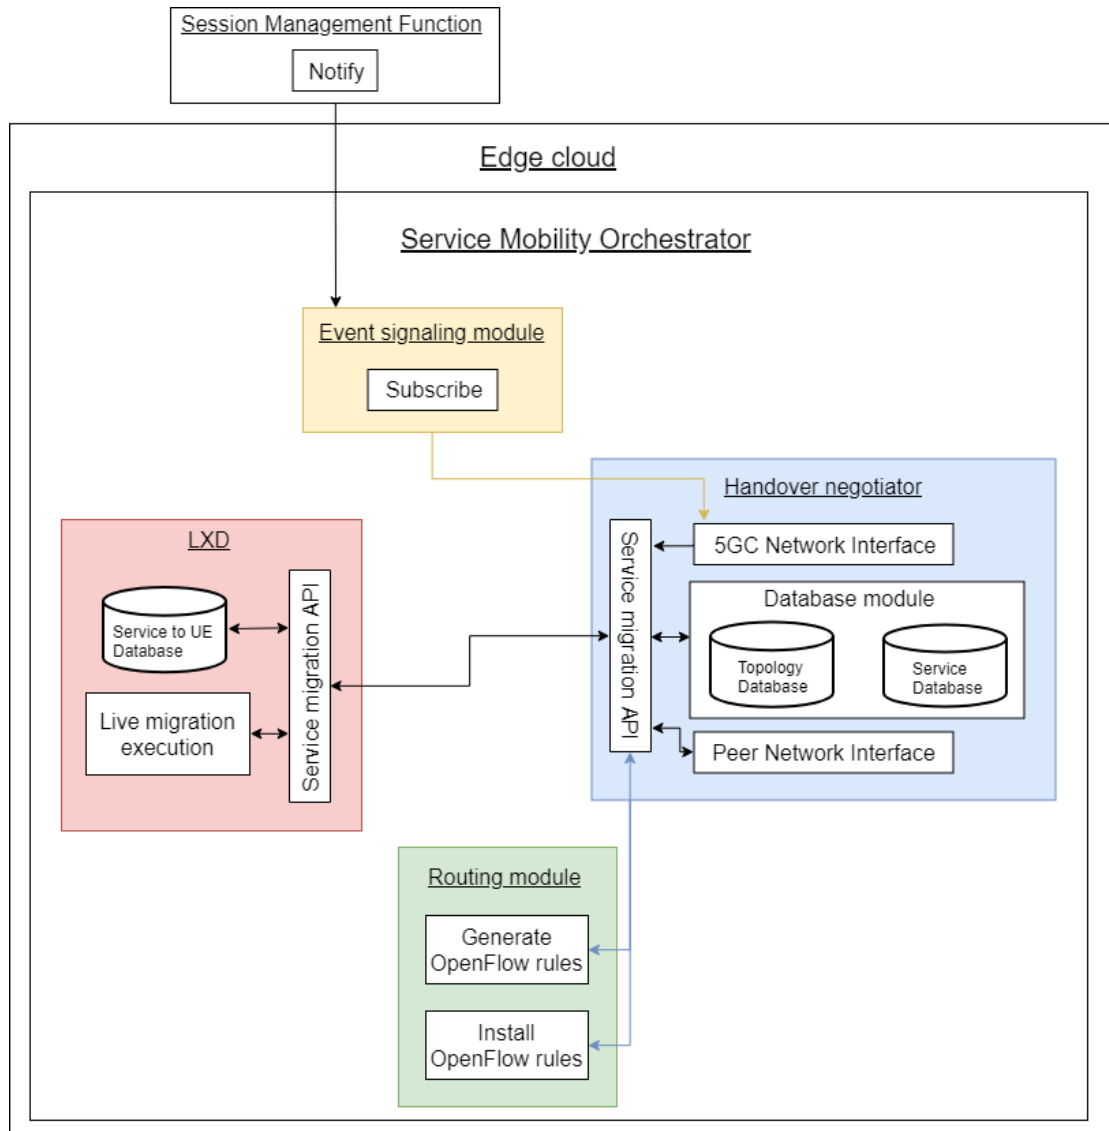 Session Management Function
Notify
Edge cloud
Service Mobility Orchestrator
Event signaling module
Subscribe
Handover negotiator
5GC Network Interface
Service migration API
Database module
Topology
Database
Service
Database
Peer Network Interface
LXD
Service to UE
Database
Service migration API
Live migration
execution
Routing module
Generate
OpenFlow rules
Install
OpenFlow rules